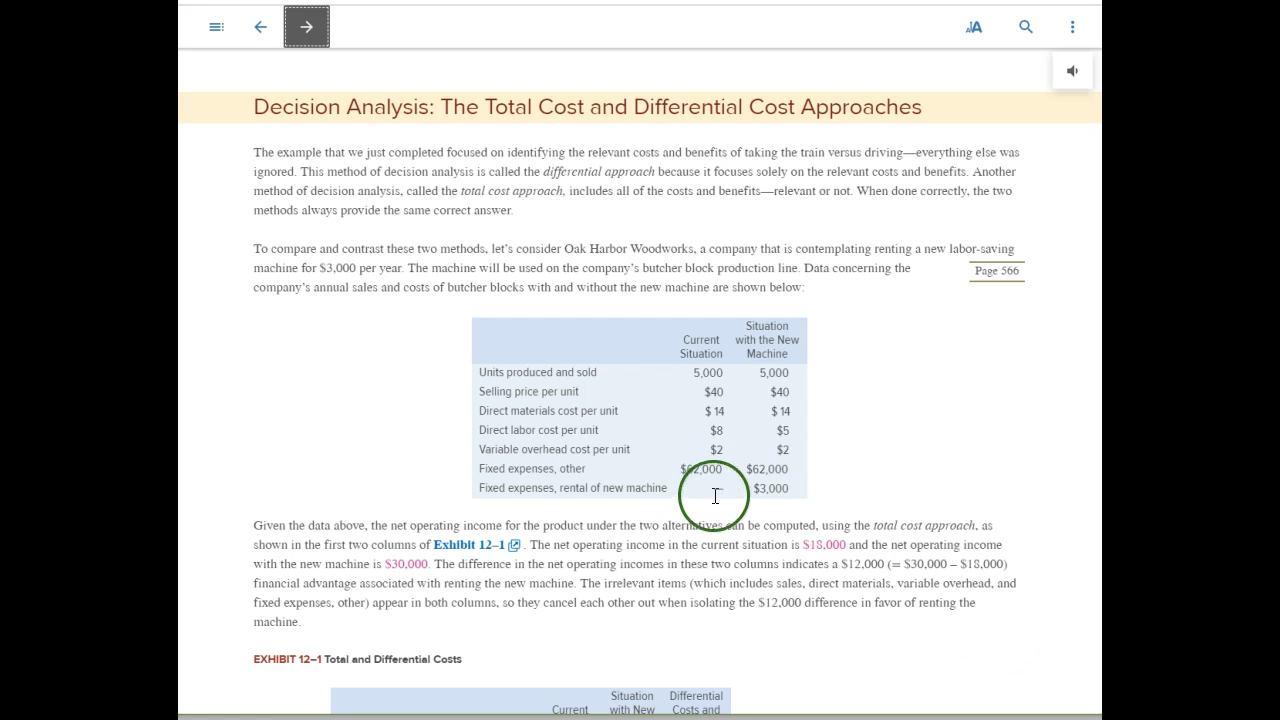 Decision Analysis: The Total Cost and Differential Cost Approaches
The example that we just completed focused on identifying the relevant costs and benefits of taking the train versus driving—everything else was
ignored. This method of decision analysis is called the differential approach because it focuses solely on the relevant costs and benefits. Another
method of decision analysis, called the total cost approach, includes all of the costs and benefits—relevant or not. When done correctly, the two
methods always provide the same correct answer.
To compare and contrast these two methods, let's consider Oak Harbor Woodworks, a company that is contemplating renting a new labor-saving
machine for $3,000 per year. The machine will be used on the company's butcher block production line. Data concerning the
Page 566
company's annual sales and costs of butcher blocks with and without the new machine are shown below:
Situation
Current with the New
Situation Machine
Units produced and sold 5,000 5,000
Selling price per unit $40 $40
Direct materials cost per unit $ 14 $ 14
Direct labor cost per unit $8 $5
Variable overhead cost per unit $2 $2
Fixed expenses, other $62,000 $62,000
Fixed expenses, rental of new machine — $3,000
Given the data above, the net operating income for the product under the two alternatives can be computed, using the total cost approach, as
shown in the first two columns of Exhibit 12–1 . The net operating income in the current situation is $18,000 and the net operating income
with the new machine is $30,000. The difference in the net operating incomes in these two columns indicates a $12,000 (= $30,000 – $18,000)
financial advantage associated with renting the new machine. The irrelevant items (which includes sales, direct materials, variable overhead, and
fixed expenses, other) appear in both columns, so they cancel each other out when isolating the $12,000 difference in favor of renting the
machine.
EXHIBIT 12–1 Total and Differential Costs
Situation Differential
Current with New Costs and